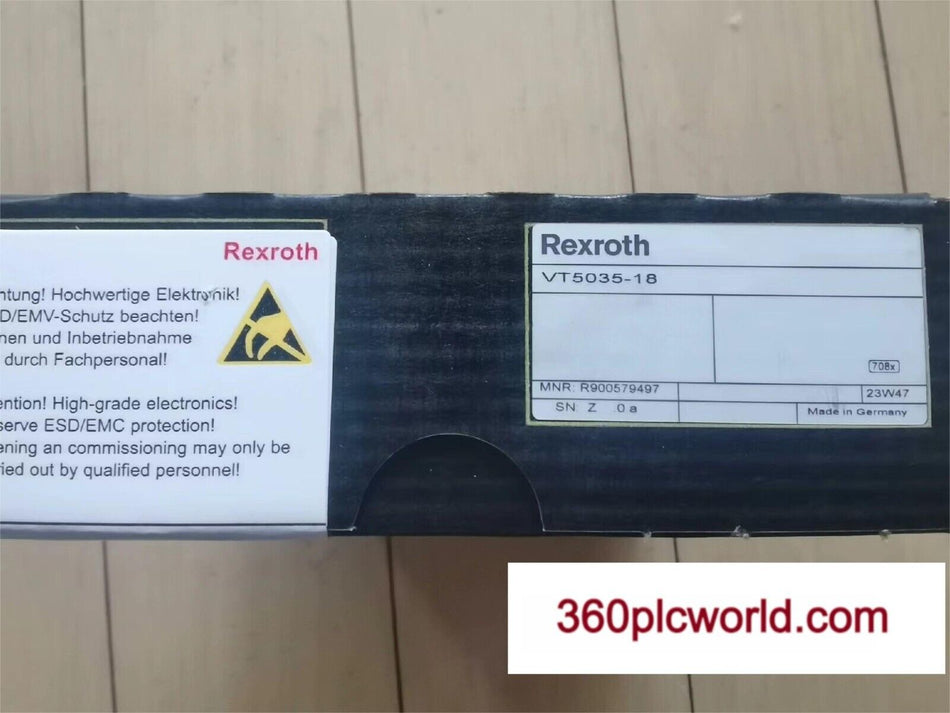 Rexroth
ntung! Hochwertige Elektronik!
D/EMV-Schutz beachten!
nen und Inbetriebnahme
durch Fachpersonal!
ention! High-grade electronics!
serve ESD/EMC protection!
ening an commissioning may only be
ied out by qualified personnel!
Rexroth
VT5035-18
708x
MNR: R900579497
23W47
SN: Z .0a
Made in Germany
360plcworld.com